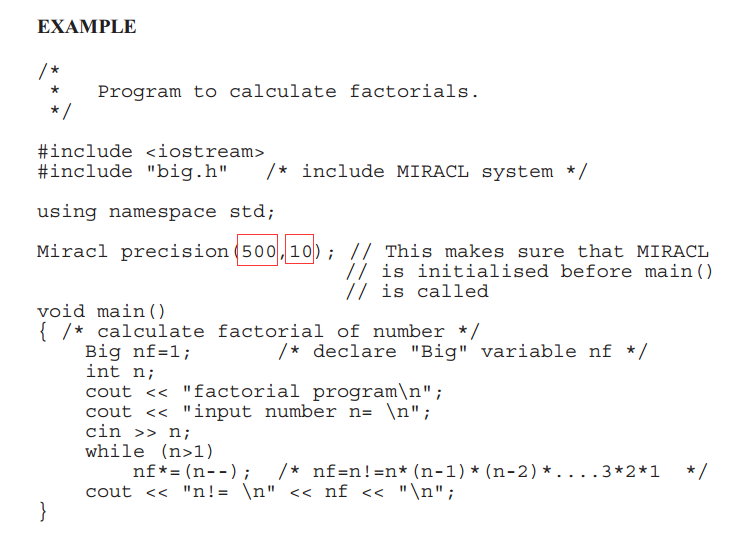 EXAMPLE
/*
 *   Program to calculate factorials.
 */
#include <iostream>
#include "big.h"   /* include MIRACL system */
using namespace std;
Miracl precision(500,10); // This makes sure that MIRACL
                          // is initialised before main()
                          // is called
void main()
{ /* calculate factorial of number */
    Big nf=1;       /* declare "Big" variable nf */
    int n;
    cout << "factorial program\n";
    cout << "input number n= \n";
    cin >> n;
    while (n>1)
        nf*=(n--);  /* nf=n!=n*(n-1)*(n-2)*....3*2*1  */
    cout << "n!= \n" << nf << "\n";
}